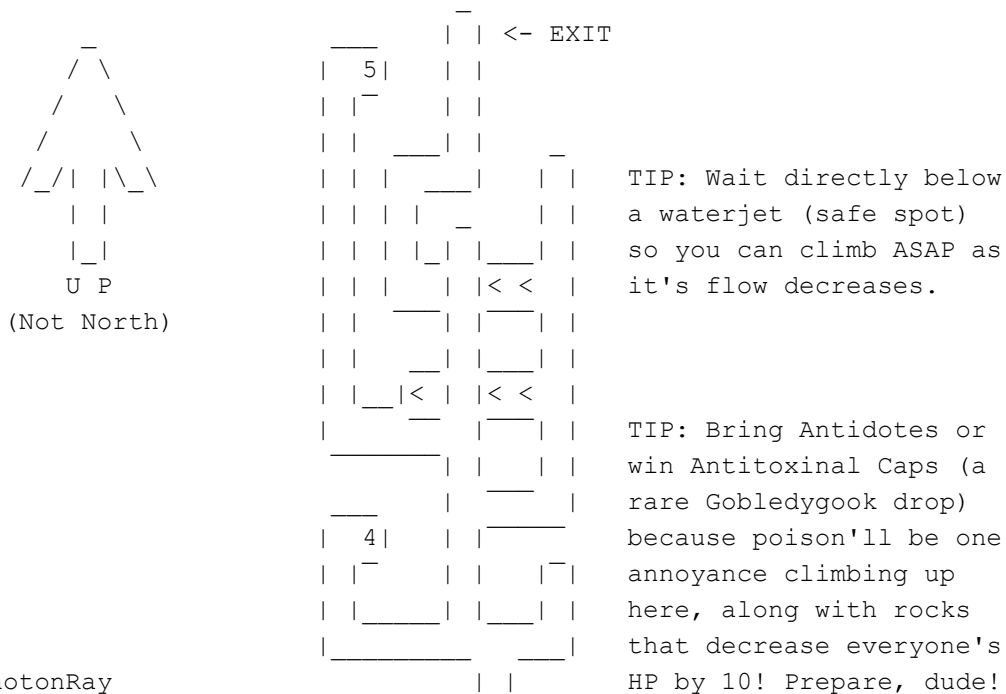 <- EXIT
5
TIP: Wait directly below
a waterjet (safe spot)
so you can climb ASAP as
it's flow decreases.
U P
(Not North)
TIP: Bring Antidotes or
win Antitoxinal Caps (a
rare Gobledygook drop)
4
because poison'll be one
annoyance climbing up
here, along with rocks
that decrease everyone's
HP by 10! Prepare, dude!